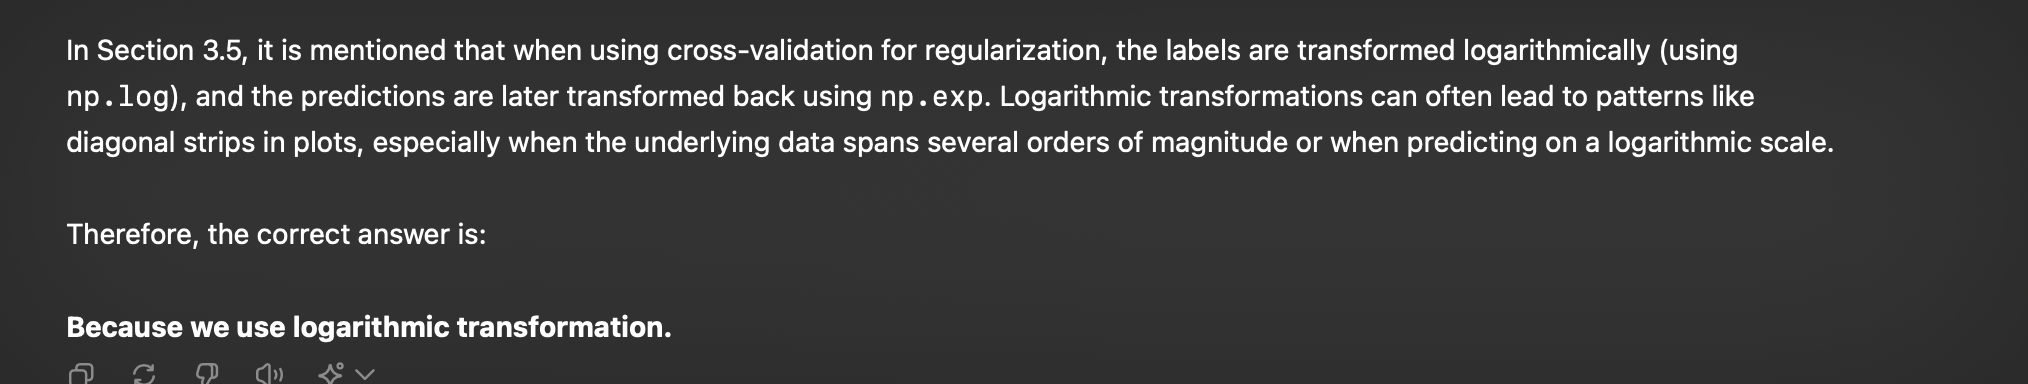 In Section 3.5, it is mentioned that when using cross-validation for regularization, the labels are transformed logarithmically (using
np.log), and the predictions are later transformed back using np.exp. Logarithmic transformations can often lead to patterns like
diagonal strips in plots, especially when the underlying data spans several orders of magnitude or when predicting on a logarithmic scale.
Therefore, the correct answer is:
Because we use logarithmic transformation.